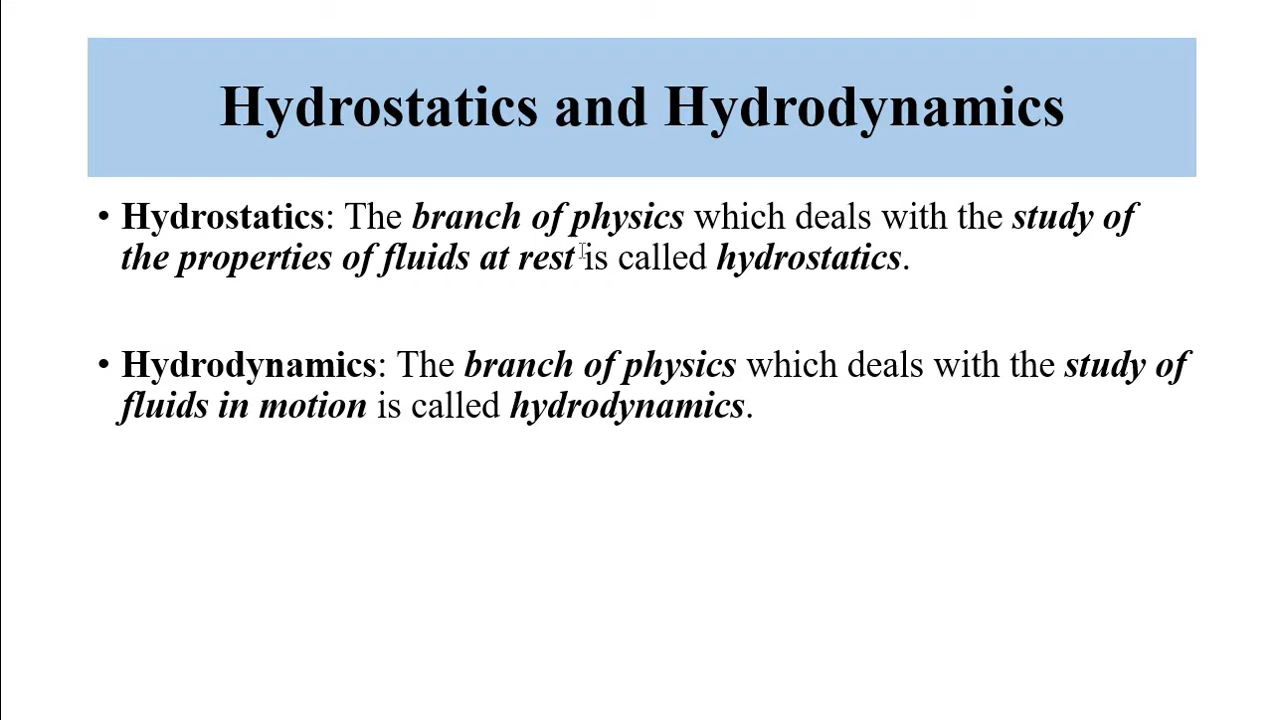 Hydrostatics and Hydrodynamics
• Hydrostatics: The branch of physics which deals with the study of
the properties of fluids at rest is called hydrostatics.
• Hydrodynamics: The branch of physics which deals with the study of
fluids in motion is called hydrodynamics.